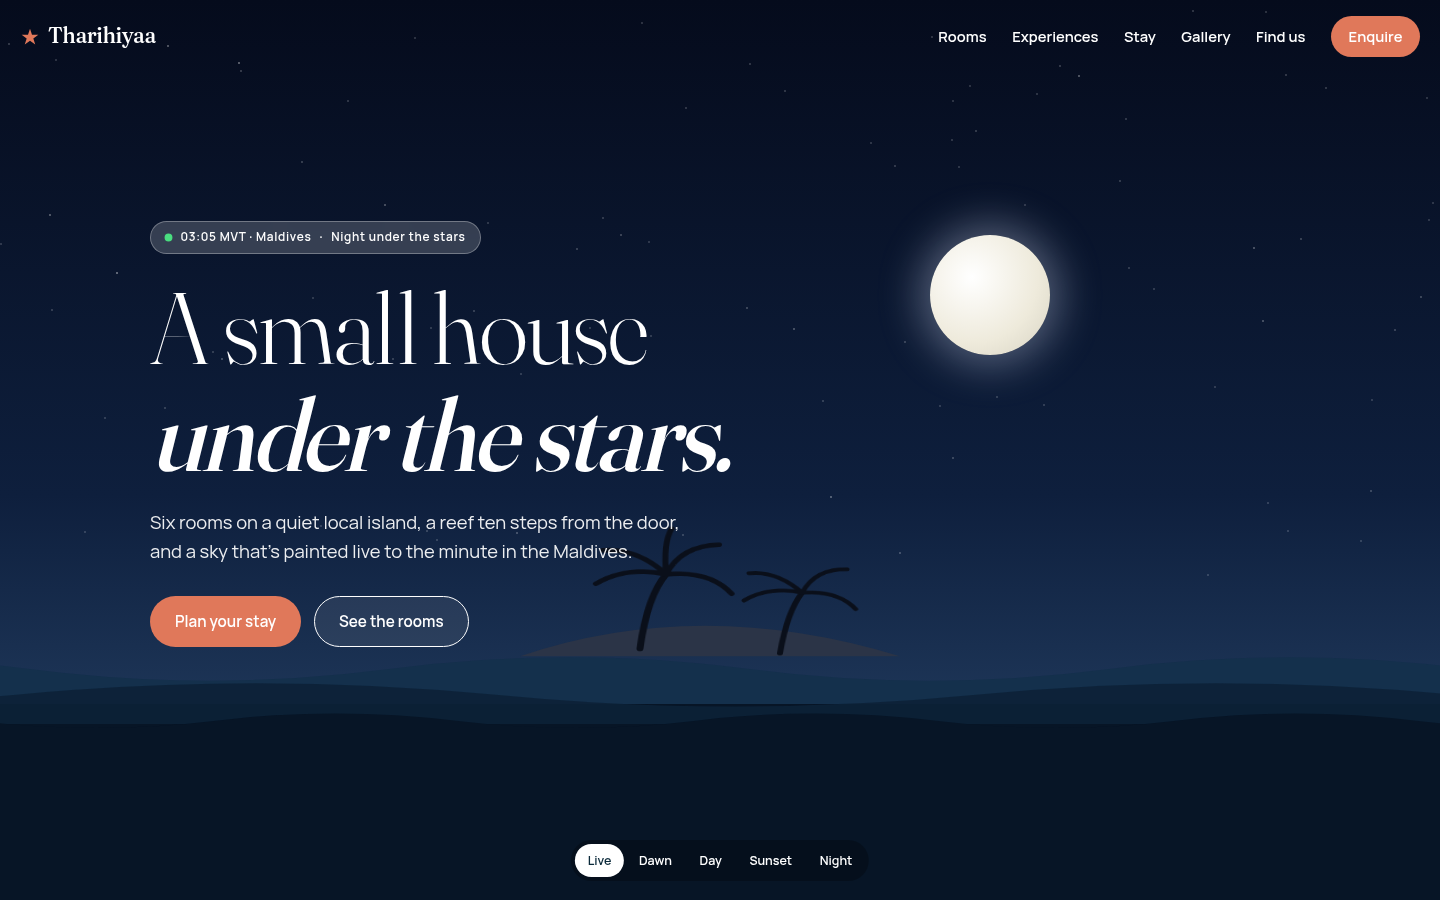 Tharihiyaa
Rooms Experiences Stay Gallery Find us Enquire
03:05 MVT · Maldives · Night under the stars
A small house
under the stars.
Six rooms on a quiet local island, a reef ten steps from the door,
and a sky that's painted live to the minute in the Maldives.
Plan your stay See the rooms
Live Dawn Day Sunset Night